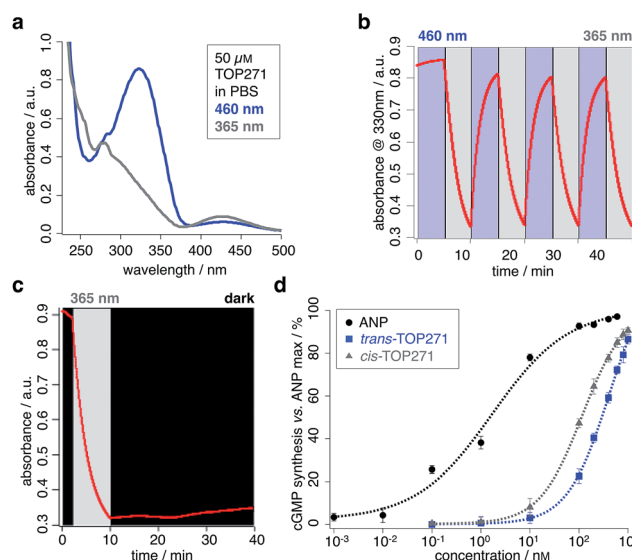 a
1.0
0.8
0.6
0.4
0.2
0.0
absorbance / a.u.
50 µM
TOP271
in PBS
460 nm
365 nm
250 300 350 400 450 500
wavelength / nm
b
460 nm 365 nm
0.9
0.8
0.7
0.6
0.5
0.4
0.3
absorbance @ 330nm / a.u.
0 10 20 30 40
time / min
c
365 nm dark
0.9
0.8
0.7
0.6
0.5
0.4
0.3
absorbance / a.u.
0 10 20 30 40
time / min
d
100
80
60
40
20
0
cGMP synthesis vs. ANP max / %
ANP
trans-TOP271
cis-TOP271
10-3 10-2 10-1 100 101 102
concentration / nM